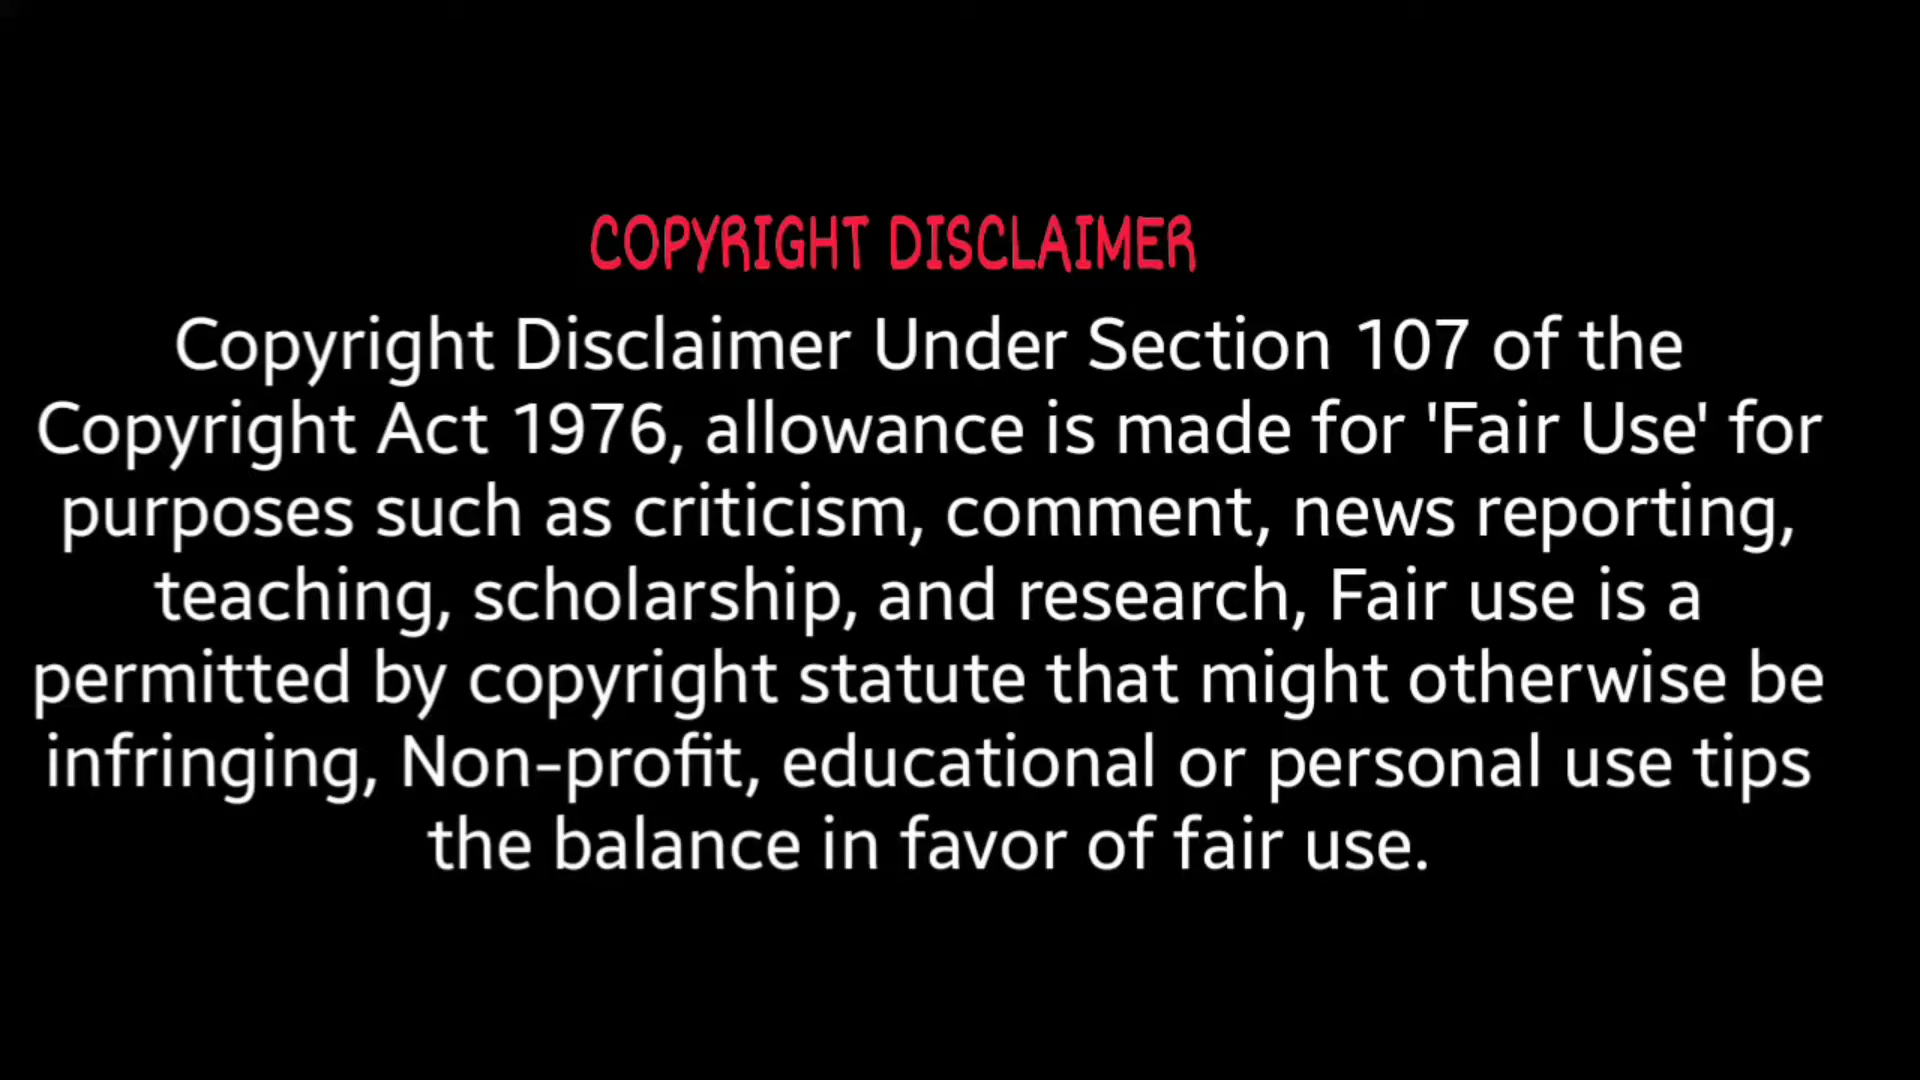 COPYRIGHT DISCLAIMER
Copyright Disclaimer Under Section 107 of the
Copyright Act 1976, allowance is made for 'Fair Use' for
purposes such as criticism, comment, news reporting,
teaching, scholarship, and research, Fair use is a
permitted by copyright statute that might otherwise be
infringing, Non-profit, educational or personal use tips
the balance in favor of fair use.